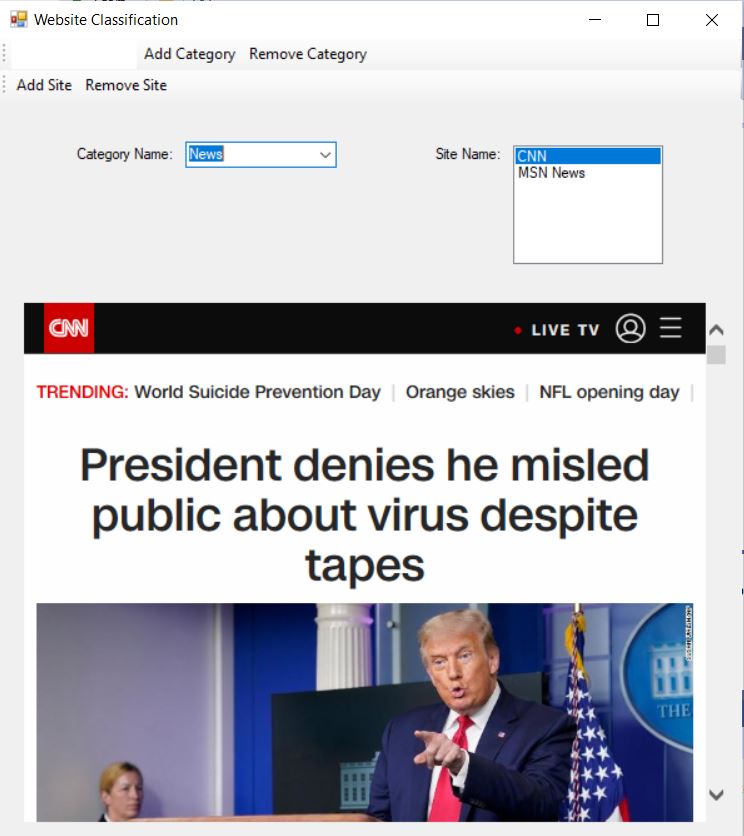 Website Classification
Add Category Remove Category
Add Site Remove Site
Category Name: News
Site Name: CNN
MSN News
CNN
LIVE TV
TRENDING: World Suicide Prevention Day | Orange skies | NFL opening day |
President denies he misled
public about virus despite
tapes
THE